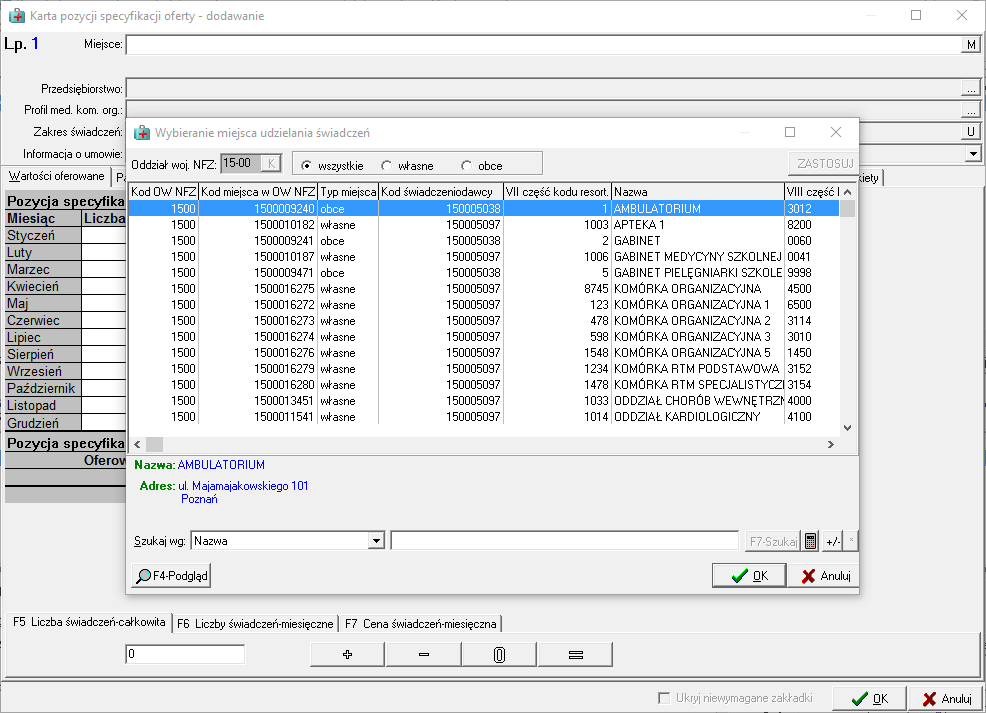 Karta pozycji specyfikacji oferty - dodawanie
Lp. 1
Miejsce:
M
Przedsiębiorstwo:
...
Profil med. kom. org.:
...
Zakres świadczeń:
U
Informacja o umowie:
Wartości oferowane
Wybieranie miejsca udzielania świadczeń
Oddział woj. NFZ: 15-00 K
wszystkie własne obce
ZASTOSUJ
Kod OW NFZ Kod miejsca w OW NFZ Typ miejsca Kod świadczeniodawcy VII część kodu resort. Nazwa VIII część
1500 1500009240 obce 150005038 1 AMBULATORIUM 3012
1500 1500010182 własne 150005097 1003 APTEKA 1 8200
1500 1500009241 obce 150005038 2 GABINET 0060
1500 1500010187 własne 150005097 1006 GABINET MEDYCYNY SZKOLNEJ 0041
1500 1500009471 obce 150005038 5 GABINET PIELĘGNIARKI SZKOLE 9998
1500 1500016275 własne 150005097 8745 KOMÓRKA ORGANIZACYJNA 4500
1500 1500016272 własne 150005097 123 KOMÓRKA ORGANIZACYJNA 1 6500
1500 1500016273 własne 150005097 478 KOMÓRKA ORGANIZACYJNA 2 3114
1500 1500016274 własne 150005097 598 KOMÓRKA ORGANIZACYJNA 3 3010
1500 1500016276 własne 150005097 1548 KOMÓRKA ORGANIZACYJNA 5 1450
1500 1500016279 własne 150005097 1234 KOMÓRKA RTM PODSTAWOWA 3152
1500 1500016280 własne 150005097 1478 KOMÓRKA RTM SPECJALISTYCZ 3154
1500 1500013451 własne 150005097 1033 ODDZIAŁ CHORÓB WEWNĘTRZN 4000
1500 1500011541 własne 150005097 1014 ODDZIAŁ KARDIOLOGICZNY 4100
Nazwa: AMBULATORIUM
Adres: ul. Majamajakowskiego 101
Poznań
Szukaj wg: Nazwa
F7-Szukaj +/- *
F4-Podgląd
OK Anuluj
kiety
Pozycja specyfika
Miesiąc Liczba
Styczeń
Luty
Marzec
Kwiecień
Maj
Czerwiec
Lipiec
Sierpień
Wrzesień
Październik
Listopad
Grudzień
Pozycja specyfika
Oferow
F5 Liczba świadczeń-całkowita F6 Liczby świadczeń-miesięczne F7 Cena świadczeń-miesięczna
0 + - 0 =
Ukryj niewymagane zakładki
OK Anuluj